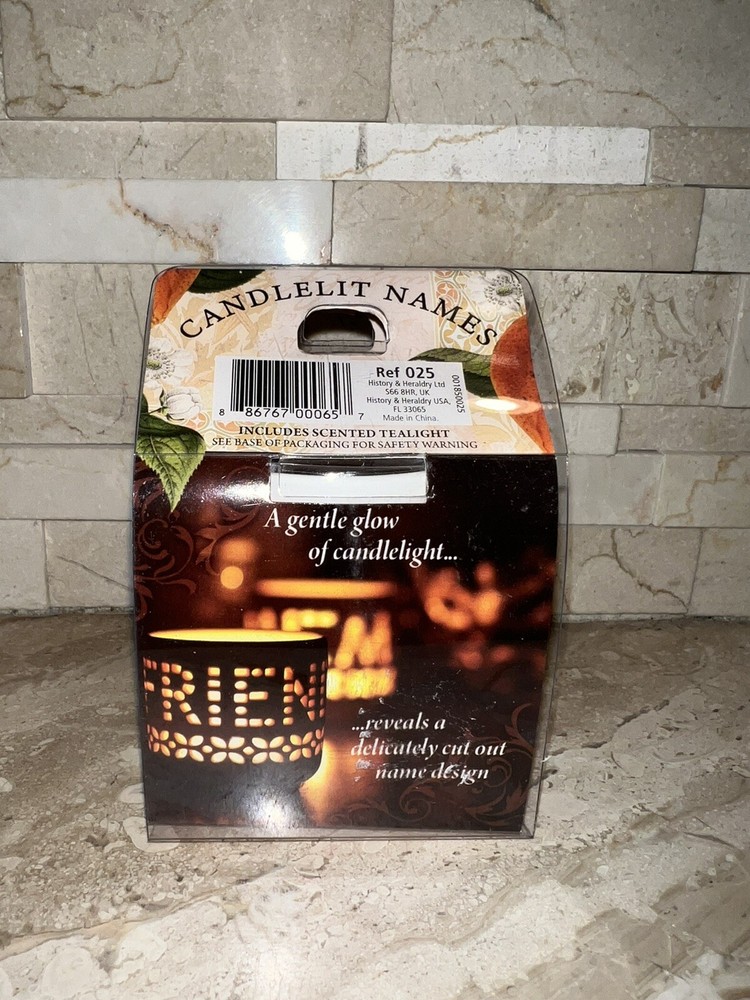 CANDLELIT NAMES
8 86767 00065 7
Ref 025
History & Heraldry Ltd
S66 8HR, UK
History & Heraldry USA,
FL 33065
Made in China.
001850025
INCLUDES SCENTED TEALIGHT
SEE BASE OF PACKAGING FOR SAFETY WARNING
A gentle glow
of candlelight...
FRIEN
...reveals a
delicately cut out
name design